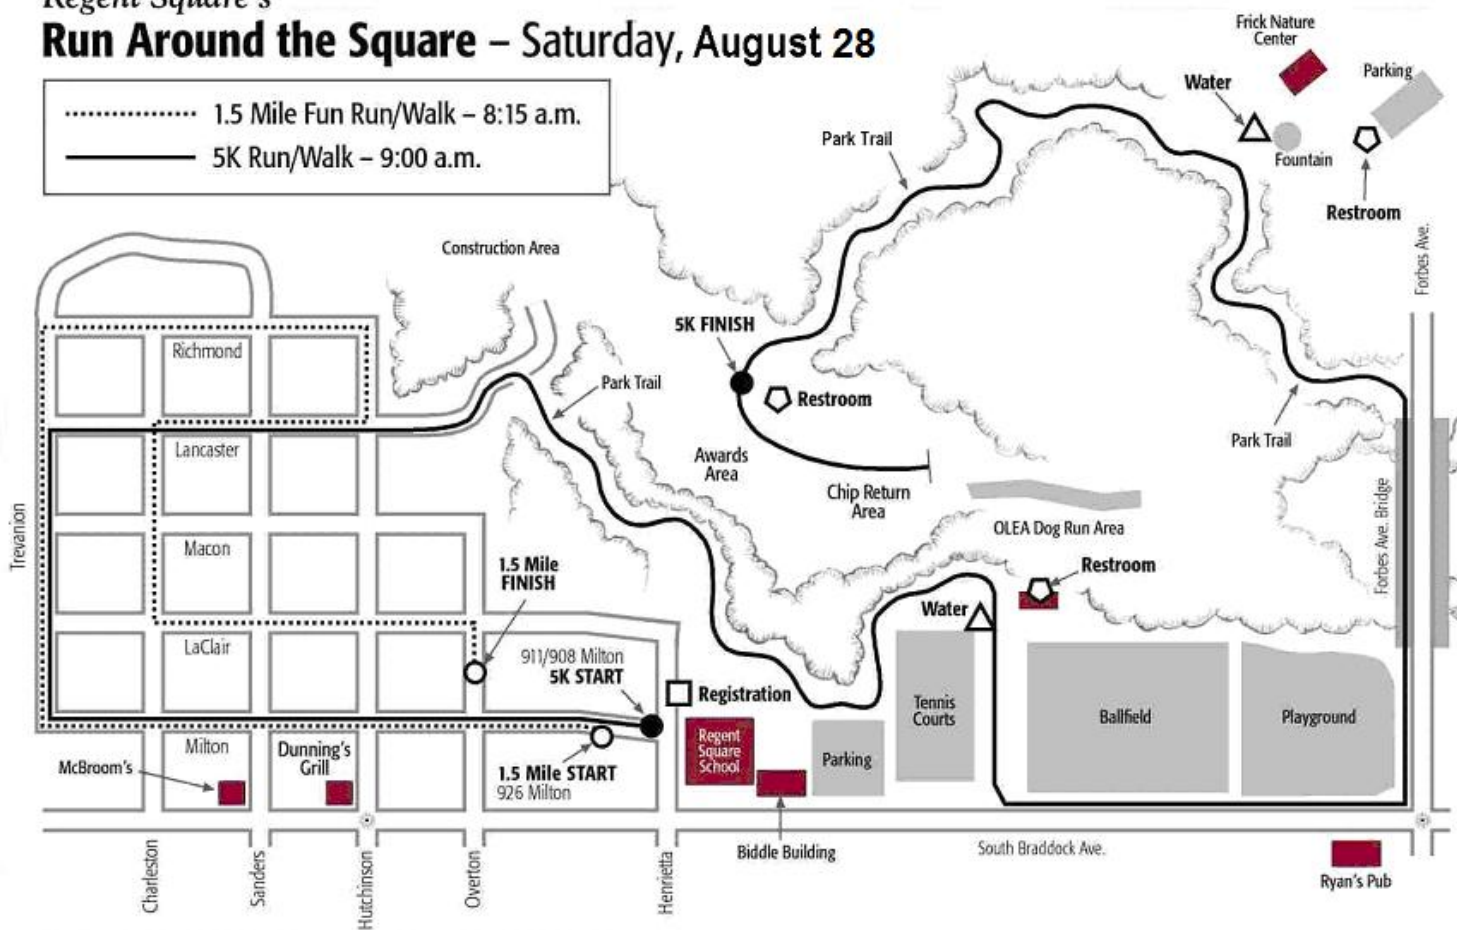 Regent Square's
Run Around the Square – Saturday, August 28
1.5 Mile Fun Run/Walk – 8:15 a.m.
5K Run/Walk – 9:00 a.m.
Frick Nature
Center
Parking
Water
Fountain
Restroom
Park Trail
Forbes Ave.
Construction Area
5K FINISH
Restroom
Richmond
Park Trail
Park Trail
Lancaster
Awards
Area
Chip Return
Area
OLEA Dog Run Area
Forbes Ave. Bridge
Trevanion
Macon
1.5 Mile
FINISH
Restroom
Water
LaClair
911/908 Milton
5K START
Registration
Tennis
Courts
Ballfield
Playground
Milton
McBroom's
Dunning's
Grill
1.5 Mile START
926 Milton
Regent
Square
School
Parking
Biddle Building
South Braddock Ave.
Ryan's Pub
Charleston
Sanders
Hutchinson
Overton
Henrietta